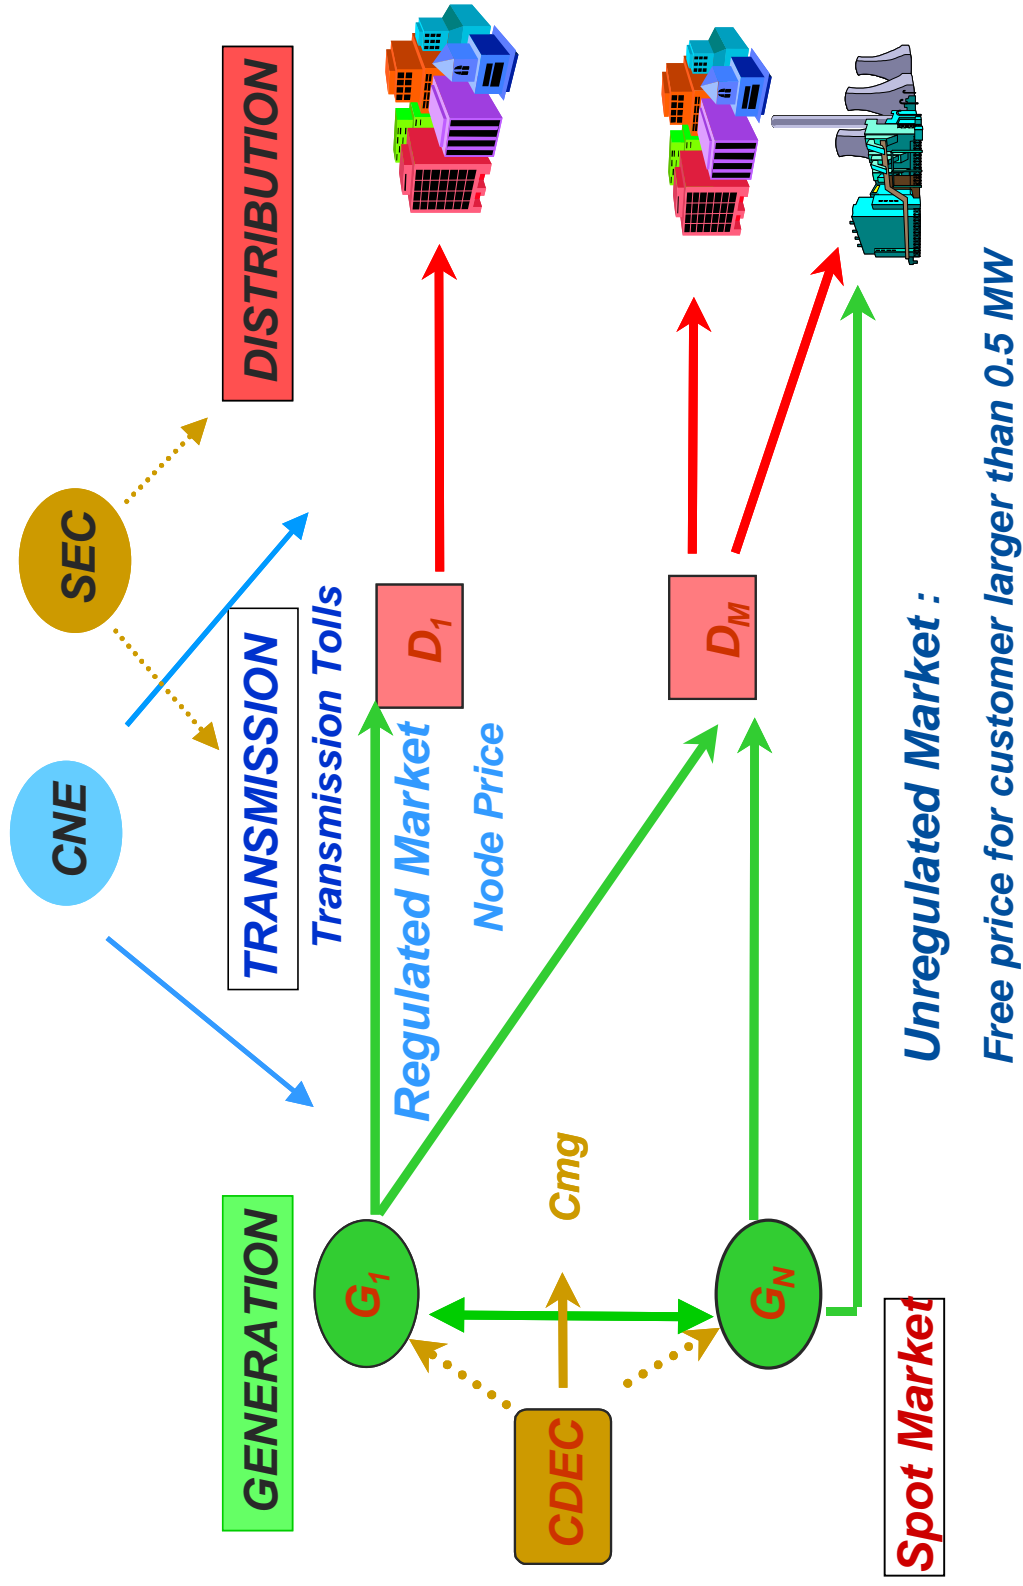 CNE
SEC
GENERATION
TRANSMISSION
DISTRIBUTION
Transmission Tolls
G1
D1
Regulated Market
Node Price
CDEC
Cmg
GN
DM
Spot Market
Unregulated Market :
Free price for customer larger than 0.5 MW